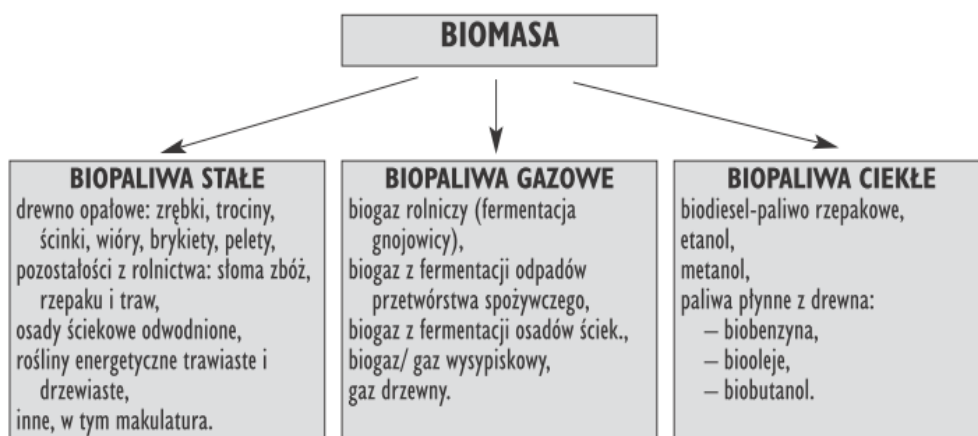 BIOMASA
BIOPALIWA STAŁE
drewno opałowe: zrębki, trociny,
ścinki, wióry, brykiety, pelety,
pozostałości z rolnictwa: słoma zbóż,
rzepaku i traw,
osady ściekowe odwodnione,
rośliny energetyczne trawiaste i
drzewiaste,
inne, w tym makulatura.
BIOPALIWA GAZOWE
biogaz rolniczy (fermentacja
gnojowicy),
biogaz z fermentacji odpadów
przetwórstwa spożywczego,
biogaz z fermentacji osadów ściek.,
biogaz/ gaz wysypiskowy,
gaz drzewny.
BIOPALIWA CIEKŁE
biodiesel-paliwo rzepakowe,
etanol,
metanol,
paliwa płynne z drewna:
– biobenzyna,
– biooleje,
– biobutanol.